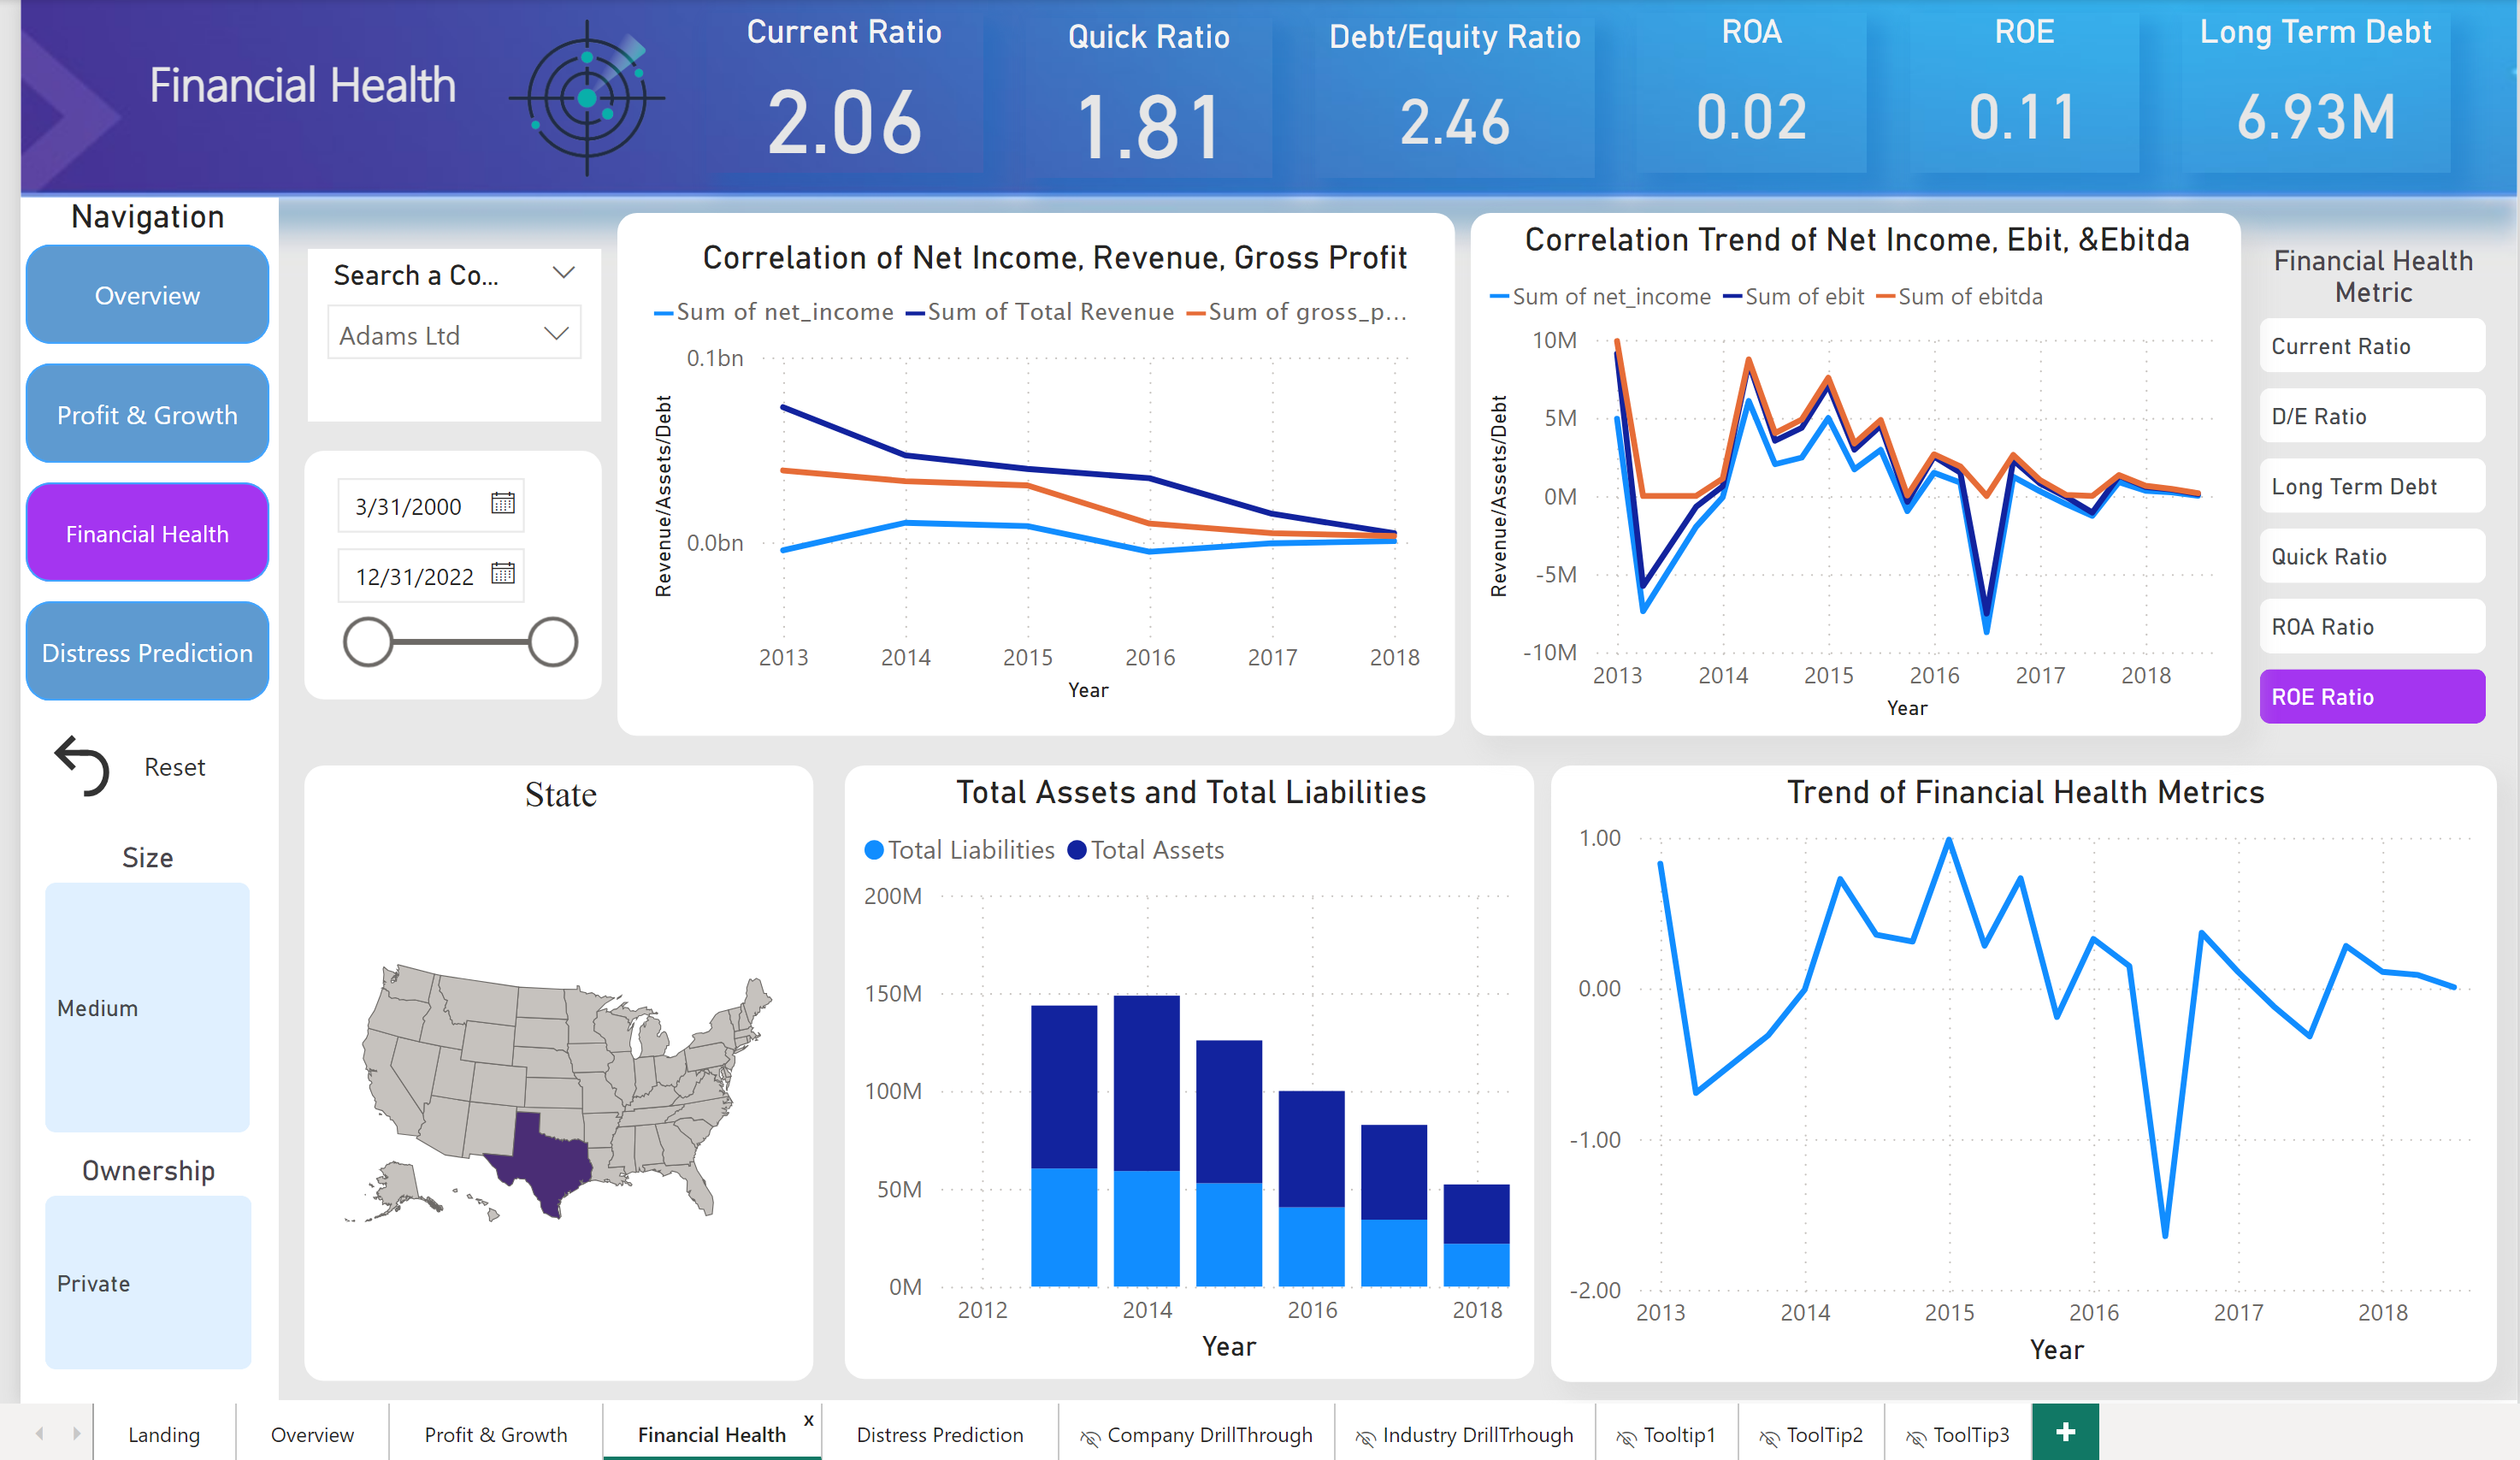 Financial Health
Current Ratio
2.06
Quick Ratio
1.81
Debt/Equity Ratio
2.46
ROA
0.02
ROE
0.11
Long Term Debt
6.93M
Navigation
Overview
Profit & Growth
Financial Health
Distress Prediction
Reset
Size
Medium
Ownership
Private
Search a Co...
Adams Ltd
3/31/2000
12/31/2022
Correlation of Net Income, Revenue, Gross Profit
Sum of net_income Sum of Total Revenue Sum of gross_p...
Revenue/Assets/Debt
0.1bn
0.0bn
2013 2014 2015 2016 2017 2018
Year
Correlation Trend of Net Income, Ebit, &Ebitda
Sum of net_income Sum of ebit Sum of ebitda
Revenue/Assets/Debt
10M
5M
0M
-5M
-10M
2013 2014 2015 2016 2017 2018
Year
Financial Health
Metric
Current Ratio
D/E Ratio
Long Term Debt
Quick Ratio
ROA Ratio
ROE Ratio
State
Total Assets and Total Liabilities
Total Liabilities Total Assets
200M
150M
100M
50M
0M
2012 2014 2016 2018
Year
Trend of Financial Health Metrics
1.00
0.00
-1.00
-2.00
2013 2014 2015 2016 2017 2018
Year
Landing Overview Profit & Growth Financial Health x Distress Prediction Company DrillThrough Industry DrillTrhough Tooltip1 ToolTip2 ToolTip3 +